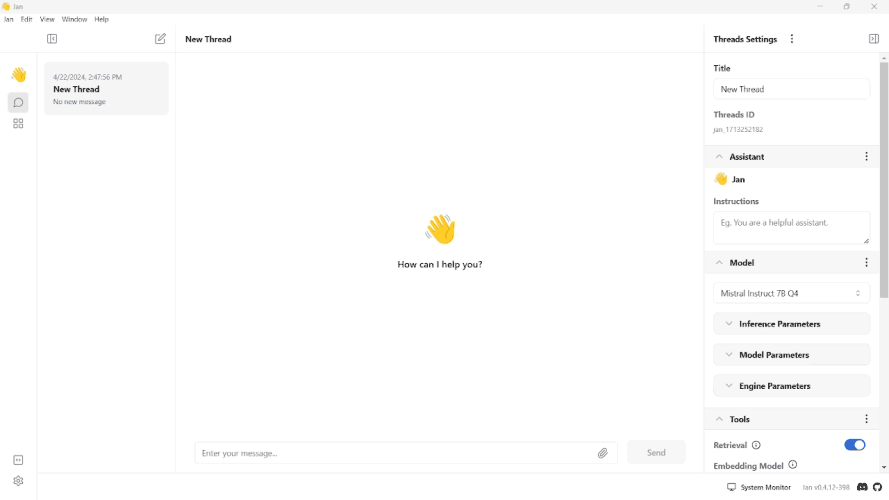 Jan
Jan Edit View Window Help
New Thread
Threads Settings
4/22/2024, 2:47:56 PM
New Thread
No new message
How can I help you?
Enter your message...
Send
Title
New Thread
Threads ID
jan_1713252182
Assistant
Jan
Instructions
Eg. You are a helpful assistant.
Model
Mistral Instruct 7B Q4
Inference Parameters
Model Parameters
Engine Parameters
Tools
Retrieval
Embedding Model
System Monitor
Jan v0.4.12-398